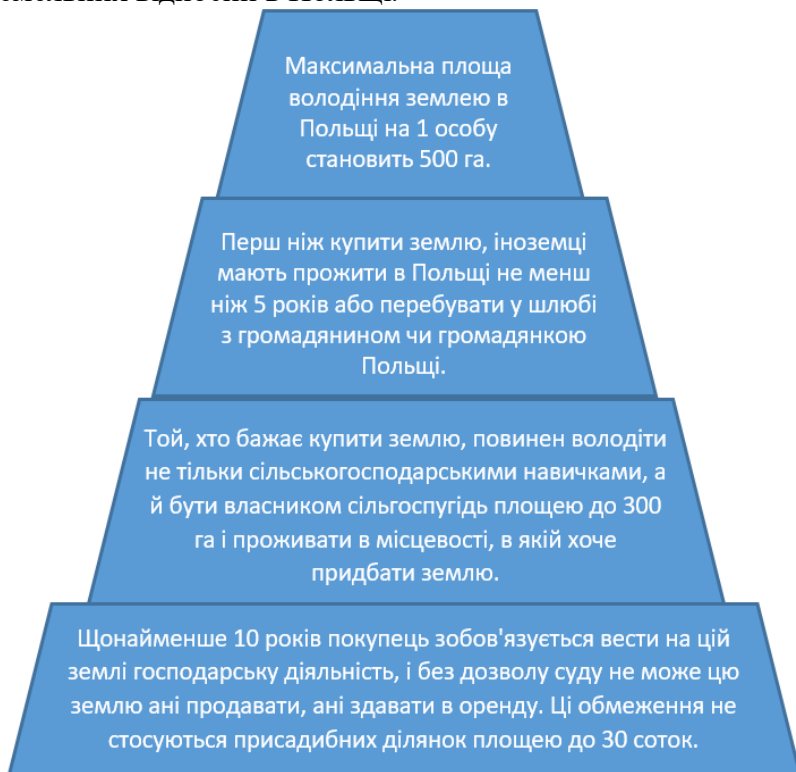 Максимальна площа
володіння землею в
Польщі на 1 особу
становить 500 га.
Перш ніж купити землю, іноземці
мають прожити в Польщі не менш
ніж 5 років або перебувати у шлюбі
з громадянином чи громадянкою
Польщі.
Той, хто бажає купити землю, повинен володіти
не тільки сільськогосподарськими навичками, а
й бути власником сільгоспугідь площею до 300
га і проживати в місцевості, в якій хоче
придбати землю.
Щонайменше 10 років покупець зобов'язується вести на цій
землі господарську діяльність, і без дозволу суду не може цю
землю ані продавати, ані здавати в оренду. Ці обмеження не
стосуються присадибних ділянок площею до 30 соток.